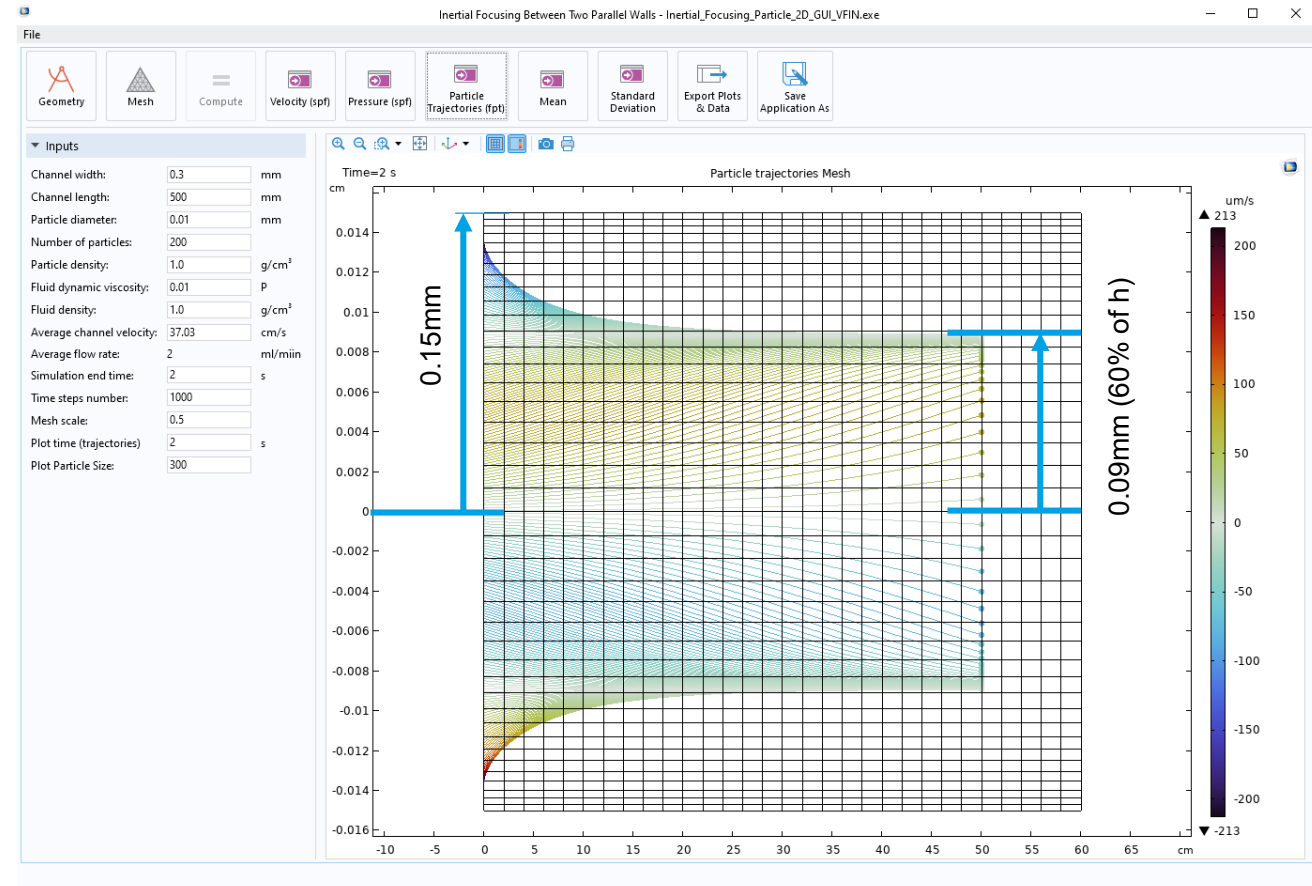 Inertial Focusing Between Two Parallel Walls - Inertial_Focusing_Particle_2D_GUI_VFIN.exe
File
Geometry
Mesh
Compute
Velocity (spf)
Pressure (spf)
Particle
Trajectories (fpt)
Mean
Standard
Deviation
Export Plots
& Data
Save
Application As
Inputs
Channel width: 0.3 mm
Channel length: 500 mm
Particle diameter: 0.01 mm
Number of particles: 200
Particle density: 1.0 g/cm³
Fluid dynamic viscosity: 0.01 P
Fluid density: 1.0 g/cm³
Average channel velocity: 37.03 cm/s
Average flow rate: 2 ml/miin
Simulation end time: 2 s
Time steps number: 1000
Mesh scale: 0.5
Plot time (trajectories) 2 s
Plot Particle Size: 300
Time=2 s
Particle trajectories Mesh
cm
0.014
0.012
0.01
0.008
0.006
0.004
0.002
0
-0.002
-0.004
-0.006
-0.008
-0.01
-0.012
-0.014
-0.016
-10 -5 0 5 10 15 20 25 30 35 40 45 50 55 60 65 cm
0.15mm
0.09mm (60% of h)
um/s
▲ 213
200
150
100
50
0
-50
-100
-150
-200
▼ -213